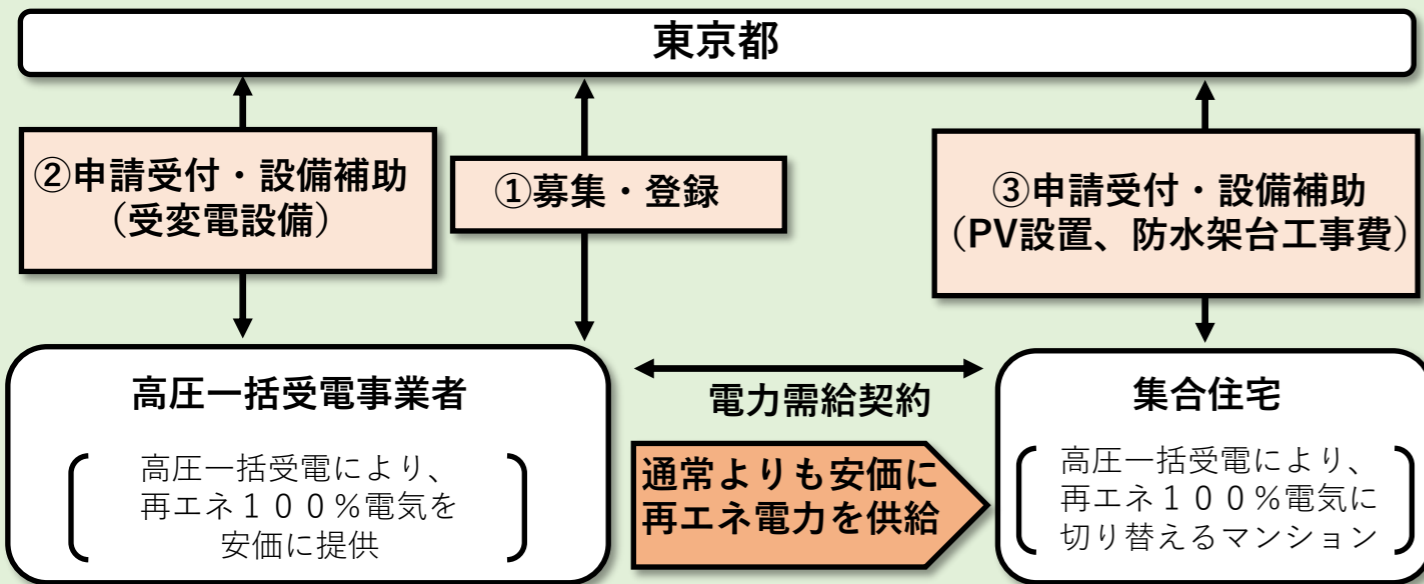 東京都
②申請受付・設備補助
（受変電設備）
①募集・登録
③申請受付・設備補助
（PV設置、防水架台工事費）
高圧一括受電事業者
高圧一括受電により、
再エネ１００％電気を
安価に提供
電力需給契約
通常よりも安価に
再エネ電力を供給
集合住宅
高圧一括受電により、
再エネ１００％電気に
切り替えるマンション